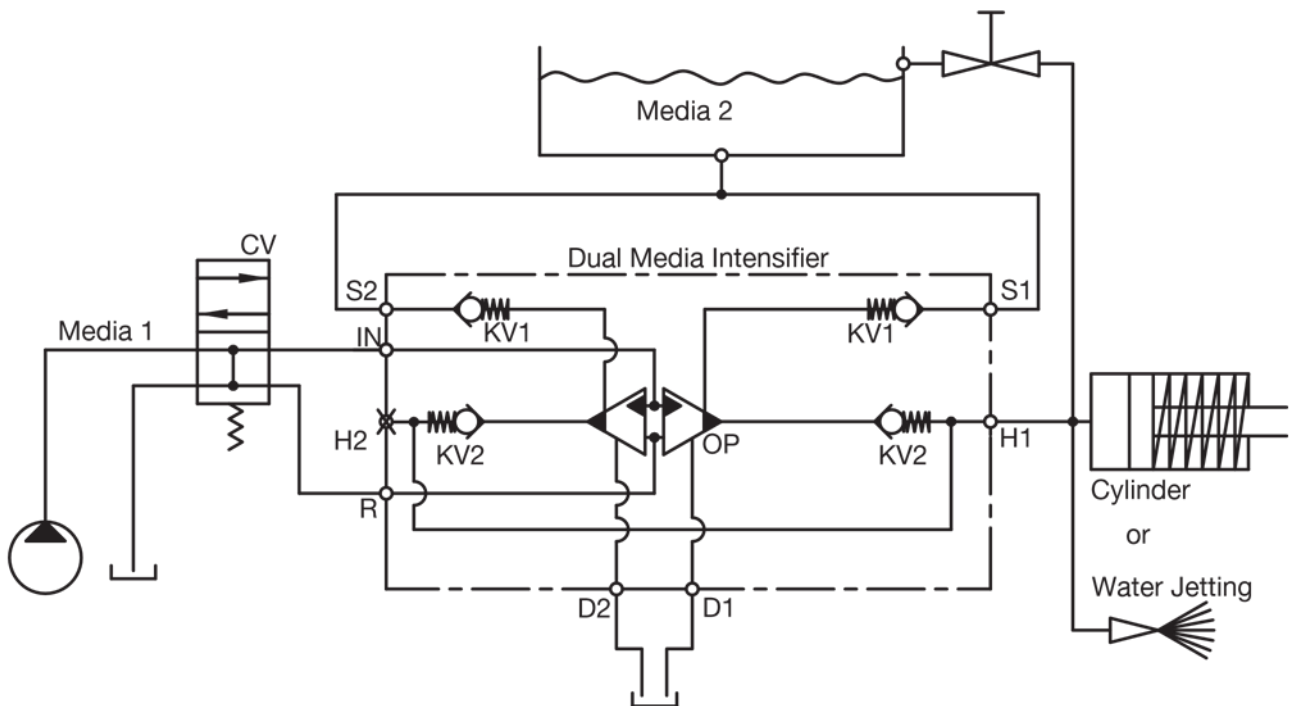 Media 2
CV
Dual Media Intensifier
S2
S1
Media 1
KV1
KV1
IN
H2
KV2
OP
KV2
H1
R
Cylinder
or
Water Jetting
D2
D1